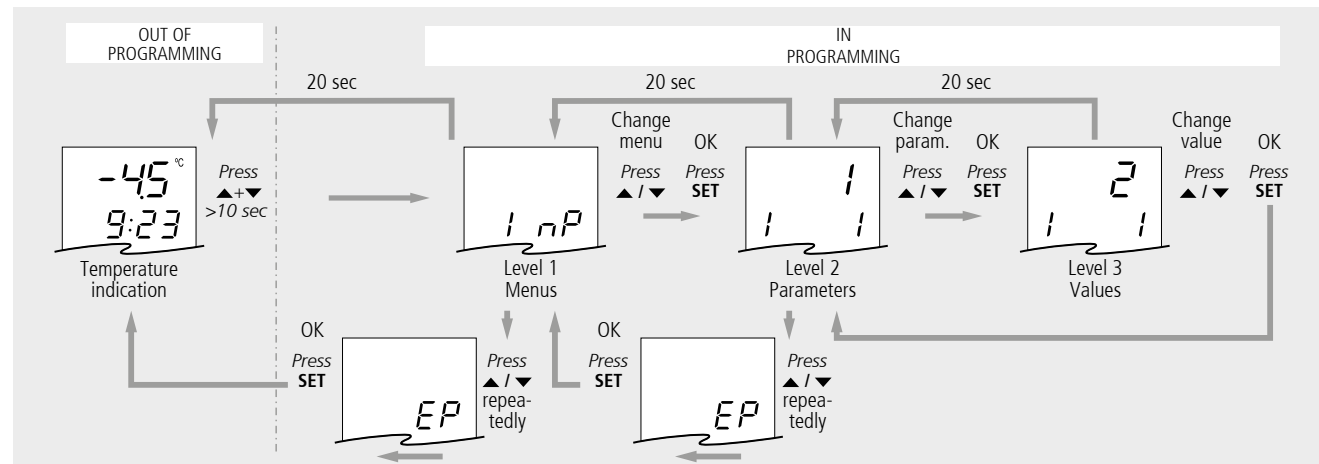 OUT OF
PROGRAMMING
IN
PROGRAMMING
20 sec
20 sec
20 sec
-4.5 °C
9:23
Press
▲+▼
>10 sec
Temperature
indication
1 nP
Level 1
Menus
Change
menu
Press
▲ / ▼
OK
Press
SET
1
1 1
Level 2
Parameters
Change
param.
Press
▲ / ▼
OK
Press
SET
2
1 1
Level 3
Values
Change
value
Press
▲ / ▼
OK
Press
SET
OK
Press
SET
EP
Press
▲ / ▼
repea-
tedly
OK
Press
SET
EP
Press
▲ / ▼
repea-
tedly